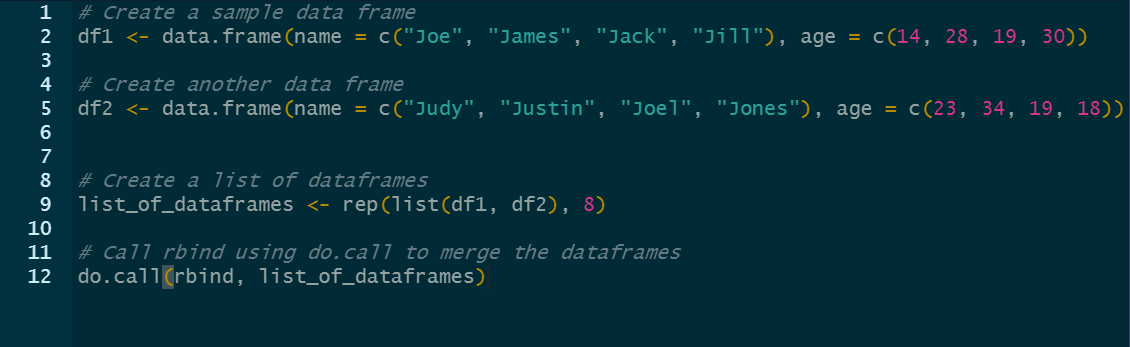 1 # Create a sample data frame
2 df1 <- data.frame(name = c("Joe", "James", "Jack", "Jill"), age = c(14, 28, 19, 30))
3
4 # Create another data frame
5 df2 <- data.frame(name = c("Judy", "Justin", "Joel", "Jones"), age = c(23, 34, 19, 18))
6
7
8 # Create a list of dataframes
9 list_of_dataframes <- rep(list(df1, df2), 8)
10
11 # Call rbind using do.call to merge the dataframes
12 do.call(rbind, list_of_dataframes)